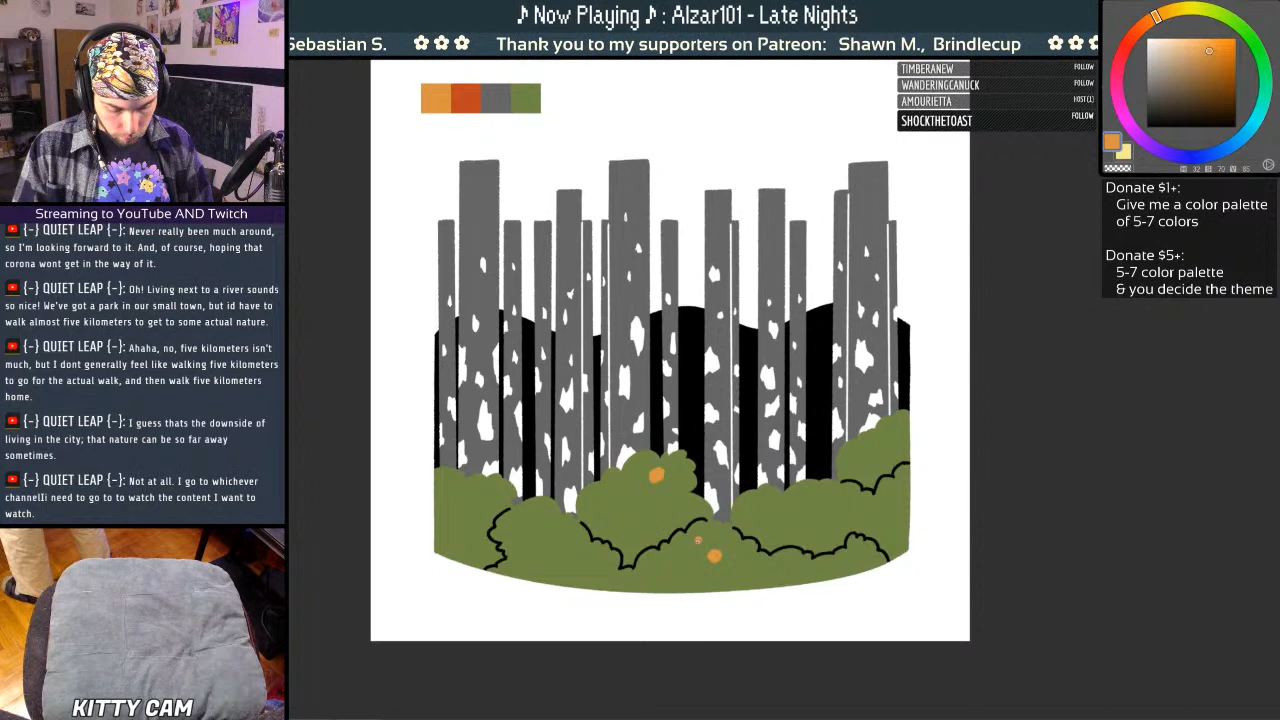 ♪ Now Playing ♪ : Alzar101 - Late Nights
Sebastian S. ✿ ✿ ✿ Thank you to my supporters on Patreon: Shawn M., Brindlecup ✿ ✿ ✿
TIMBERANEW FOLLOW
WANDERINGCANUCK FOLLOW
AMOURIETTA HOST(1)
SHOCKTHETOAST FOLLOW
Donate $1+:
Give me a color palette
of 5-7 colors
Donate $5+:
5-7 color palette
& you decide the theme
Streaming to YouTube AND Twitch
{-} QUIET LEAP {-}: Never really been much around,
so I'm looking forward to it. And, of course, hoping that
corona wont get in the way of it.
{-} QUIET LEAP {-}: Oh! Living next to a river sounds
so nice! We've got a park in our small town, but id have to
walk almost five kilometers to get to some actual nature.
{-} QUIET LEAP {-}: Ahaha, no, five kilometers isn't
much, but I dont generally feel like walking five kilometers
to go for the actual walk, and then walk five kilometers
home.
{-} QUIET LEAP {-}: I guess thats the downside of
living in the city; that nature can be so far away
sometimes.
{-} QUIET LEAP {-}: Not at all. I go to whichever
channelIi need to go to to watch the content I want to
watch.
KITTY CAM